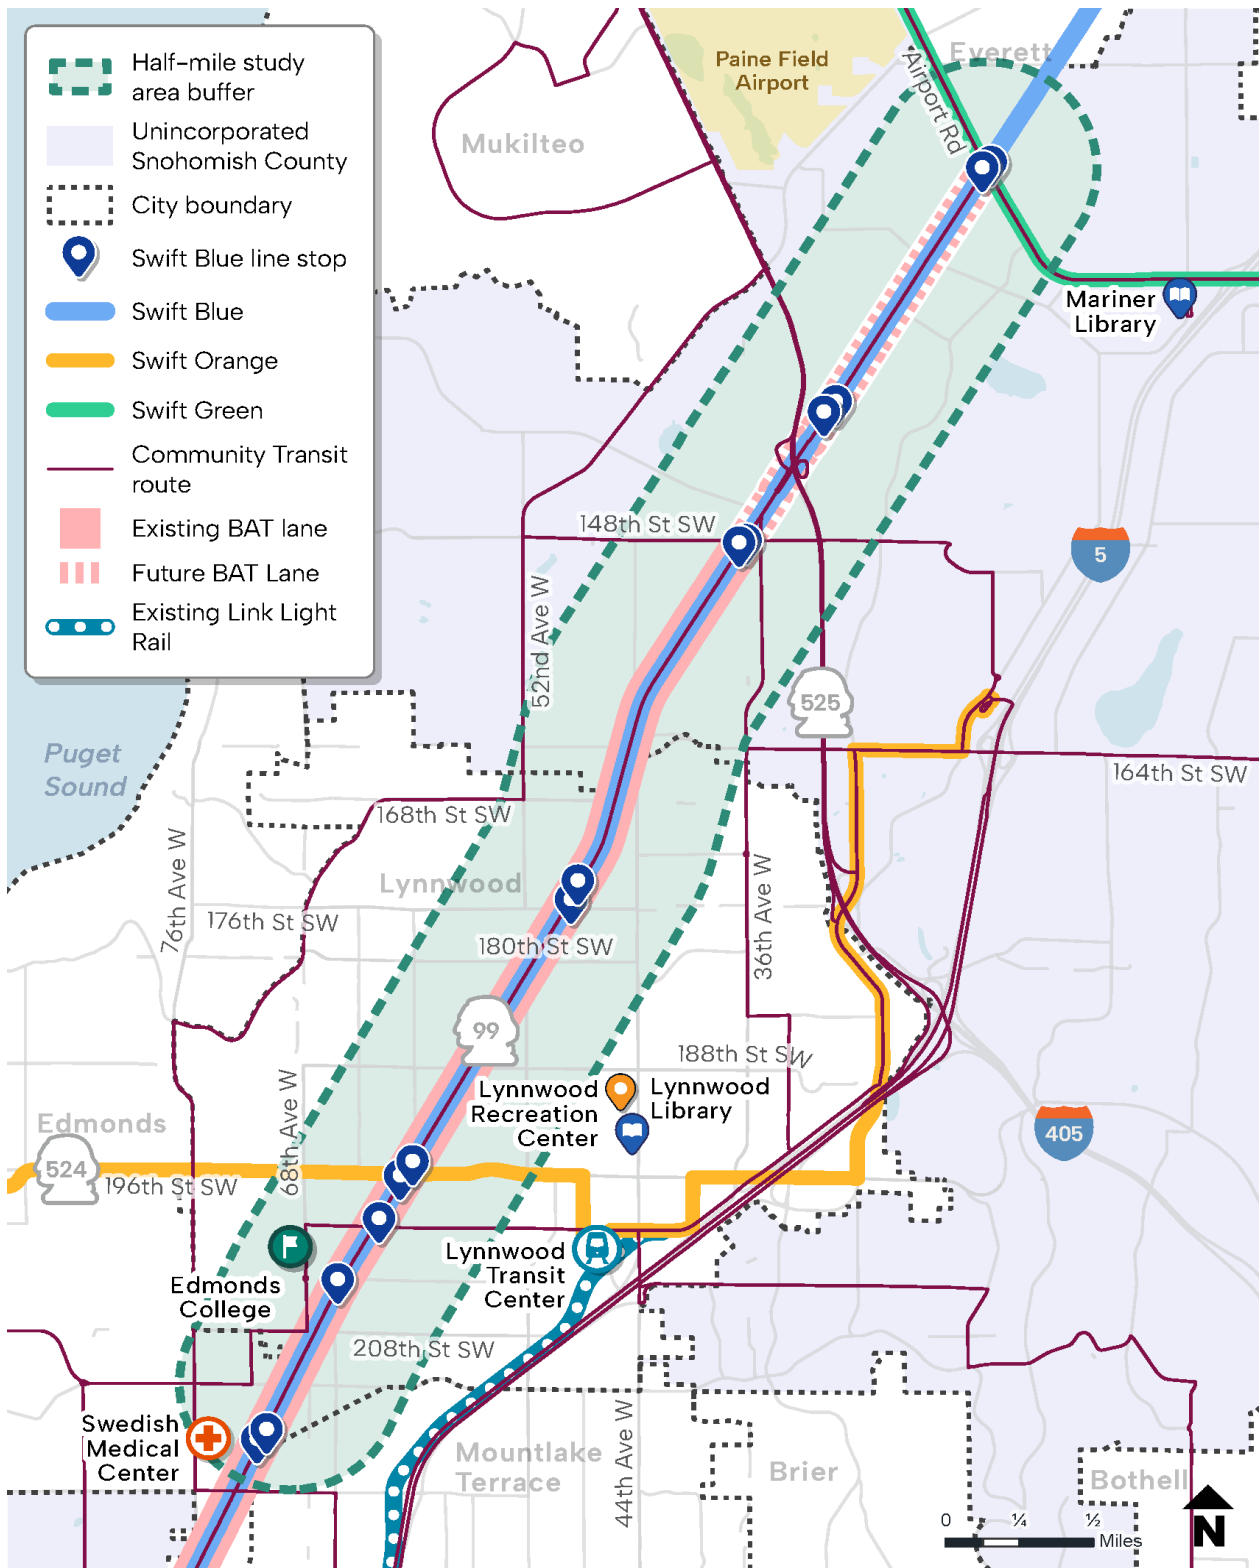 Half-mile study
area buffer
Unincorporated
Snohomish County
City boundary
Swift Blue line stop
Swift Blue
Swift Orange
Swift Green
Community Transit
route
Existing BAT lane
Future BAT Lane
Existing Link Light
Rail
Paine Field
Airport
Everett
Airport Rd
Mukilteo
Mariner
Library
148th St SW
5
52nd Ave W
525
Puget
Sound
164th St SW
168th St SW
76th Ave W
Lynnwood
176th St SW
180th St SW
36th Ave W
99
188th St SW
Lynnwood
Recreation
Center
Lynnwood
Library
Edmonds
524
196th St SW
68th Ave W
405
Edmonds
College
Lynnwood
Transit
Center
208th St SW
Swedish
Medical
Center
Mountlake
Terrace
44th Ave W
Brier
Bothell
0 ¼ ½
Miles
N